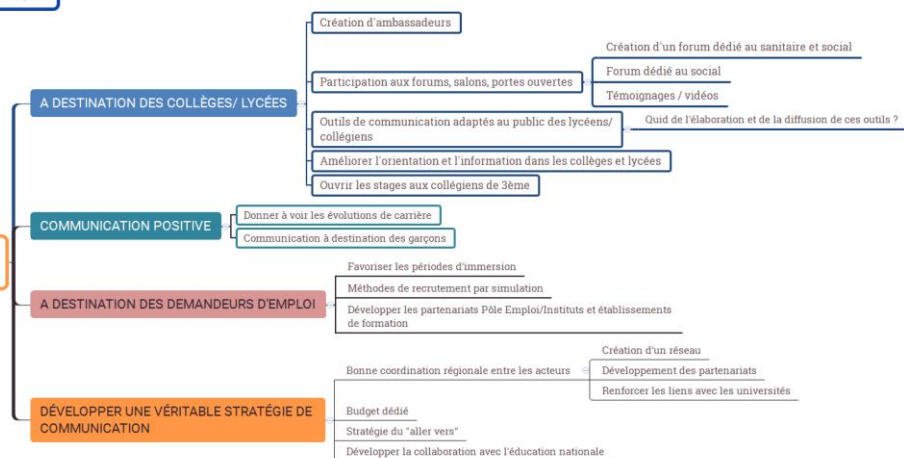 Création d'ambassadeurs
A DESTINATION DES COLLÈGES/ LYCÉES
Participation aux forums, salons, portes ouvertes
Création d'un forum dédié au sanitaire et social
Forum dédié au social
Témoignages / vidéos
Outils de communication adaptés au public des lycéens/
collégiens
Quid de l'élaboration et de la diffusion de ces outils ?
Améliorer l'orientation et l'information dans les collèges et lycées
Ouvrir les stages aux collégiens de 3ème
COMMUNICATION POSITIVE
Donner à voir les évolutions de carrière
Communication à destination des garçons
A DESTINATION DES DEMANDEURS D'EMPLOI
Favoriser les périodes d'immersion
Méthodes de recrutement par simulation
Développer les partenariats Pôle Emploi/Instituts et établissements
de formation
DÉVELOPPER UNE VÉRITABLE STRATÉGIE DE
COMMUNICATION
Bonne coordination régionale entre les acteurs
Création d'un réseau
Développement des partenariats
Renforcer les liens avec les universités
Budget dédié
Stratégie du "aller vers"
Développer la collaboration avec l'éducation nationale